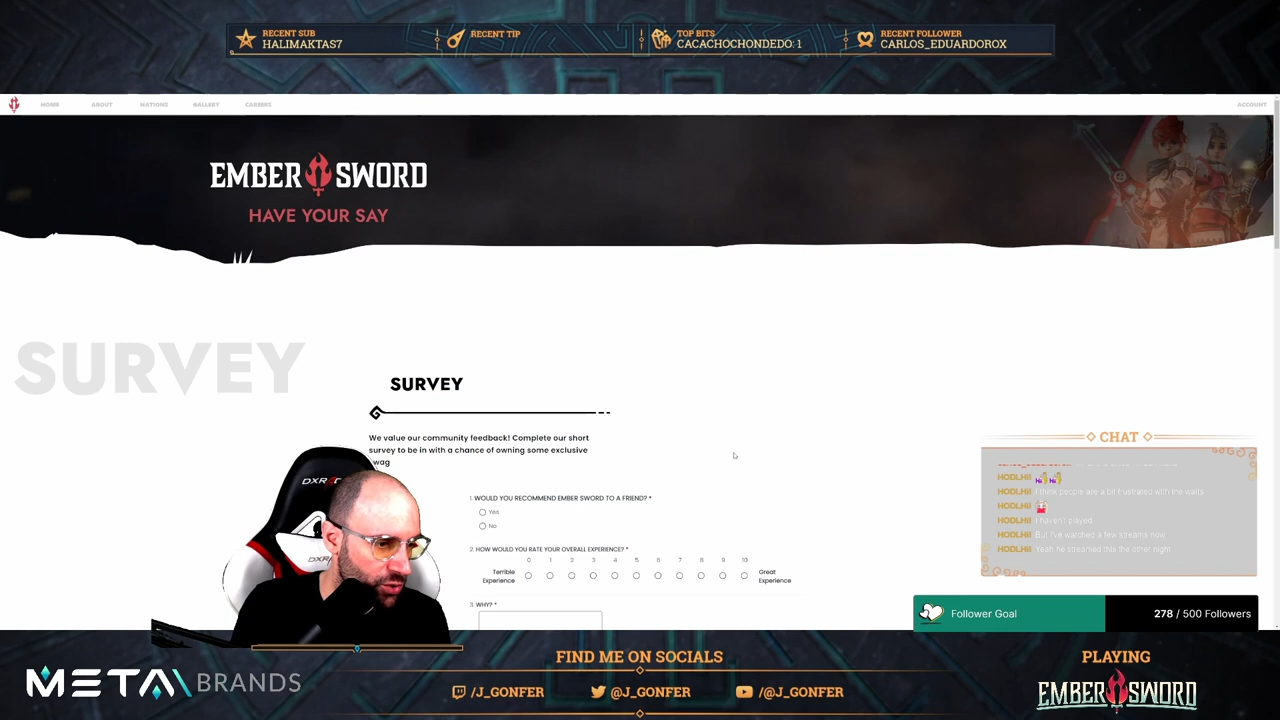 RECENT SUB
HALIMAKTAS7
RECENT TIP
TOP BITS
CACACHOCHONDEDO: 1
RECENT FOLLOWER
CARLOS_EDUARDOROX
HOME
ABOUT
NATIONS
GALLERY
CAREERS
ACCOUNT
EMBER SWORD
HAVE YOUR SAY
SURVEY
SURVEY
We value our community feedback! Complete our short
survey to be in with a chance of owning some exclusive
wag
1. WOULD YOU RECOMMEND EMBER SWORD TO A FRIEND? *
Yes
No
2. HOW WOULD YOU RATE YOUR OVERALL EXPERIENCE? *
0 1 2 3 4 5 6 7 8 9 10
Terrible
Experience
Great
Experience
3. WHY? *
DXR
DXR
CHAT
HODLHII Hi Hi
HODLHII I think people are a bit frustrated with the waits
HODLHII
HODLHII I haven't played
HODLHII But I've watched a few streams now
HODLHII Yeah he streamed this the other night
Follower Goal
278 / 500 Followers
META BRANDS
FIND ME ON SOCIALS
/J_GONFER
@J_GONFER
/@J_GONFER
PLAYING
EMBER SWORD